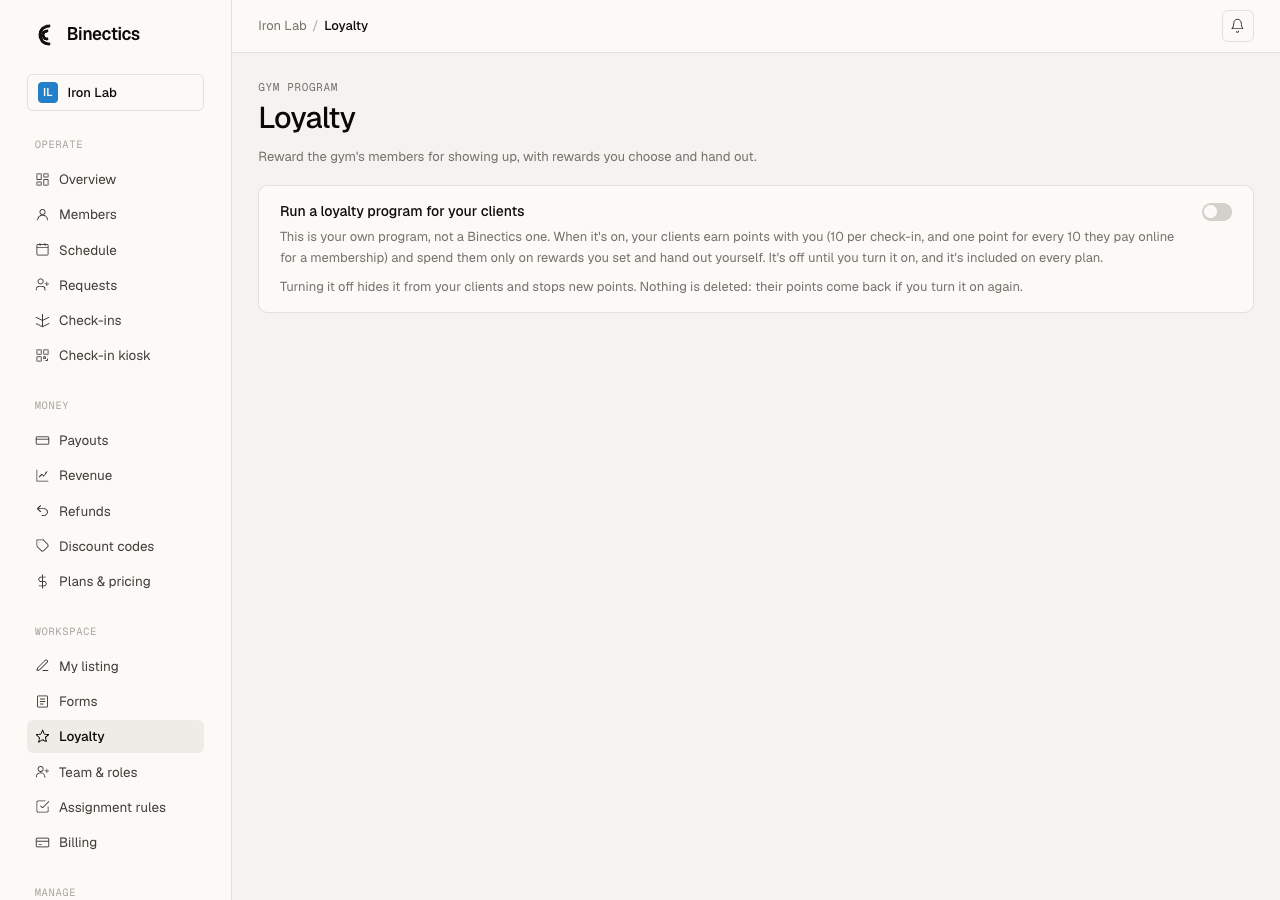 Binectics
Iron Lab / Loyalty
IL Iron Lab
OPERATE
Overview
Members
Schedule
Requests
Check-ins
Check-in kiosk
MONEY
Payouts
Revenue
Refunds
Discount codes
Plans & pricing
WORKSPACE
My listing
Forms
Loyalty
Team & roles
Assignment rules
Billing
MANAGE
GYM PROGRAM
Loyalty
Reward the gym's members for showing up, with rewards you choose and hand out.
Run a loyalty program for your clients
This is your own program, not a Binectics one. When it's on, your clients earn points with you (10 per check-in, and one point for every 10 they pay online
for a membership) and spend them only on rewards you set and hand out yourself. It's off until you turn it on, and it's included on every plan.
Turning it off hides it from your clients and stops new points. Nothing is deleted: their points come back if you turn it on again.